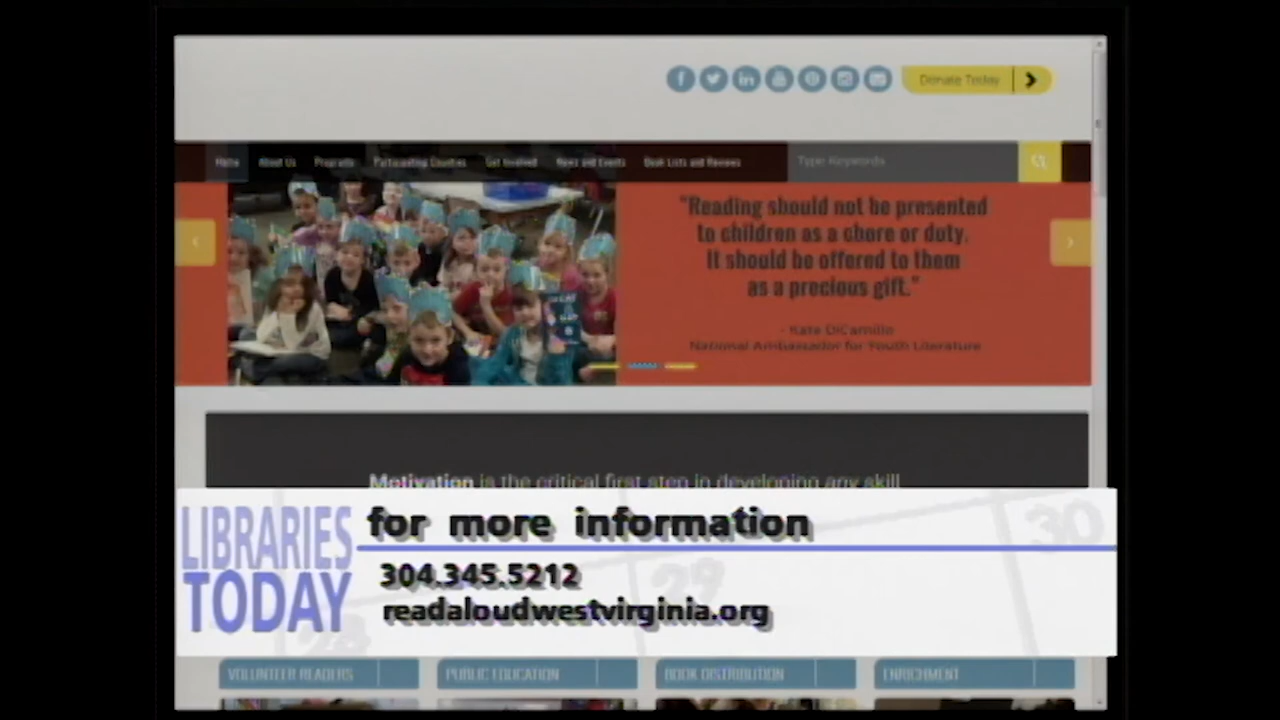 Donate Today
Home About Us Programs Participating Counties Get Involved News and Events Book Lists and Reviews Type Keywords
"Reading should not be presented
to children as a chore or duty.
It should be offered to them
as a precious gift."
- Kate DiCamillo
National Ambassador for Youth Literature
Motivation is the critical first step in developing any skill
LIBRARIES
TODAY
for more information
304.345.5212
readaloudwestvirginia.org
28 29 30
VOLUNTEER READERS PUBLIC EDUCATION BOOK DISTRIBUTION ENRICHMENT